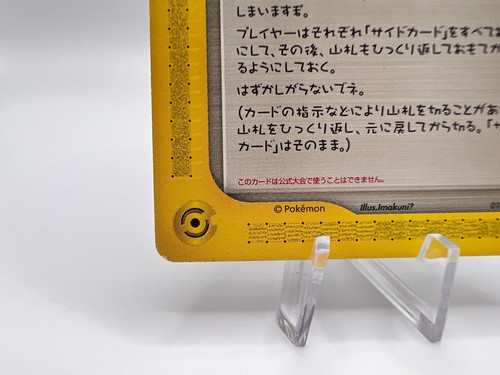 しまいますぢ。
プレイヤーはそれぞれ「サイドカード」をすべてお
にして、その後、山札もひっくり返しておもてが
るようにしておく。
はずかしがらないブネ。
(カードの指示などにより山札を切ることがあ
山札をひっくり返し、元に戻してから切る。「サ
カード」はそのまま。)
このカードは公式大会で使うことはできません。
© Pokémon Illus.Imakuni?